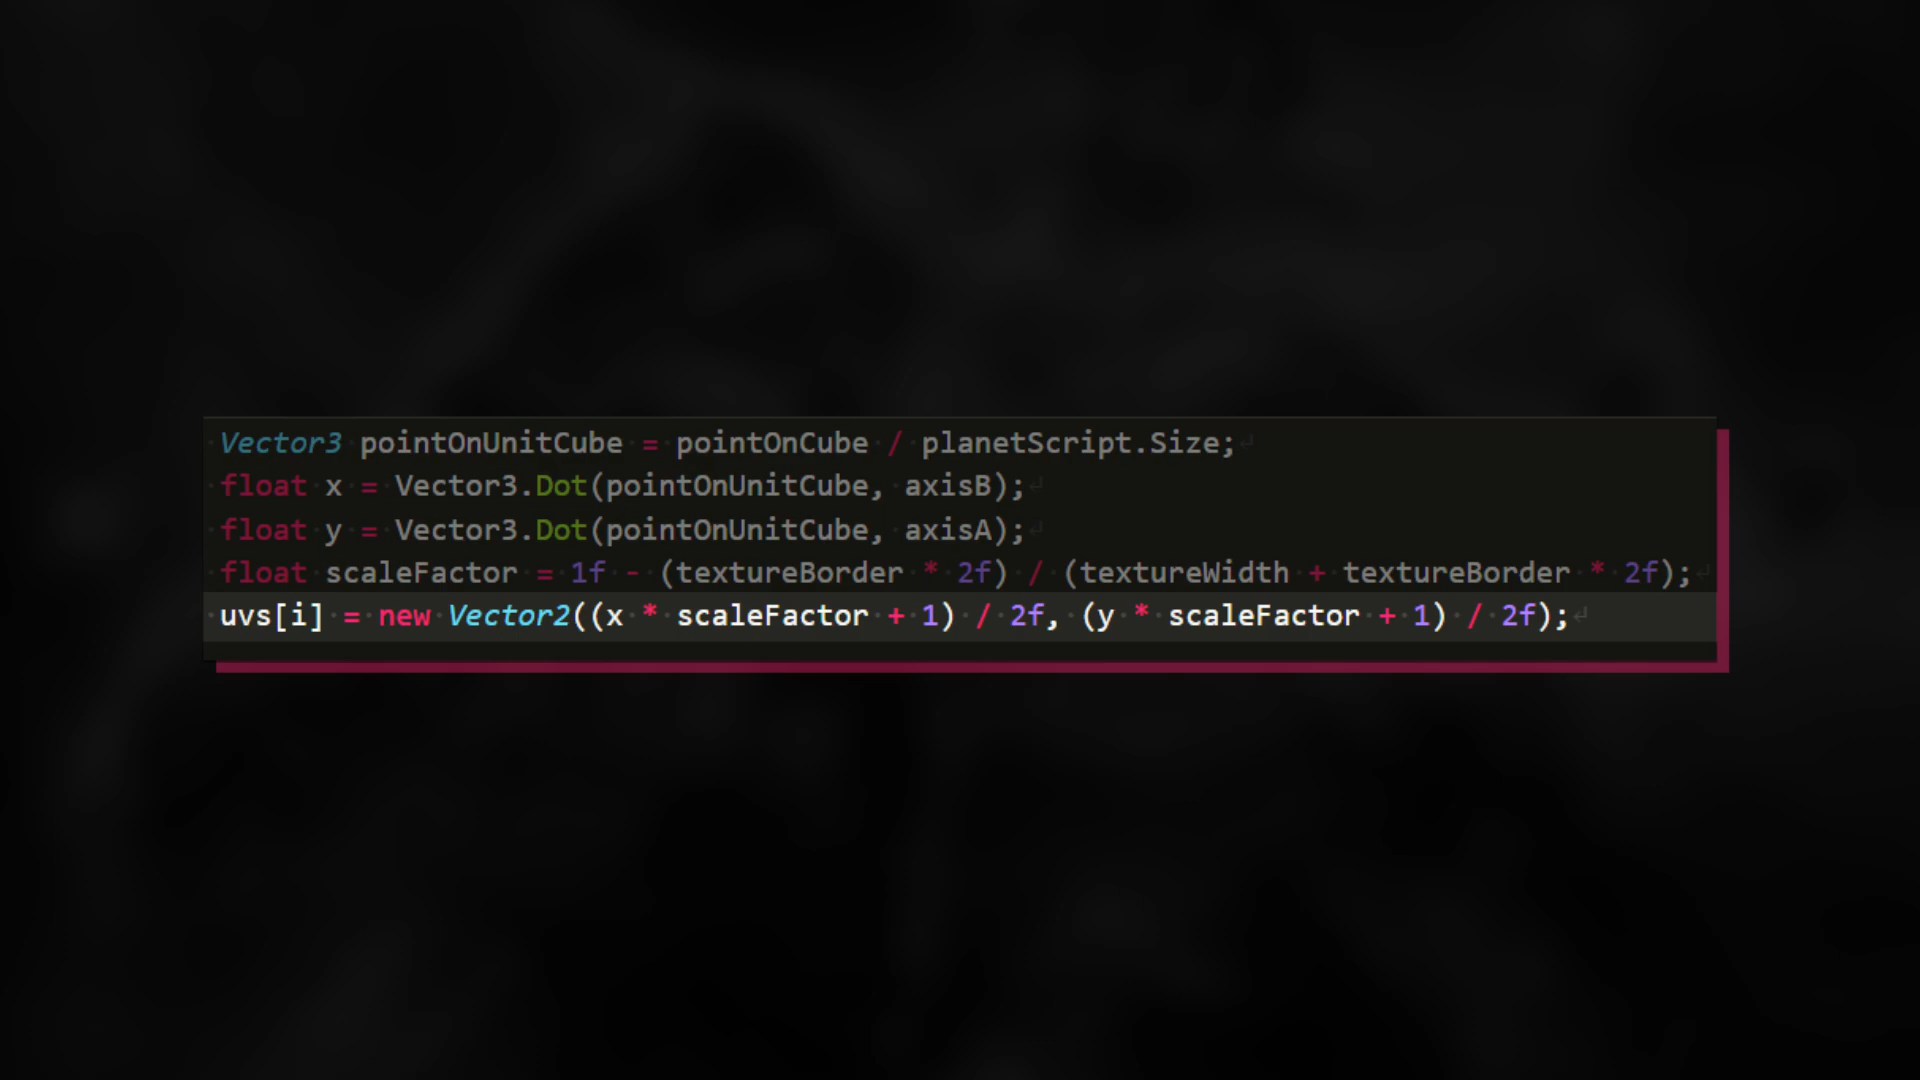 Vector3 pointOnUnitCube = pointOnCube / planetScript.Size;
float x = Vector3.Dot(pointOnUnitCube, axisB);
float y = Vector3.Dot(pointOnUnitCube, axisA);
float scaleFactor = 1f - (textureBorder * 2f) / (textureWidth + textureBorder * 2f);
uvs[i] = new Vector2((x * scaleFactor + 1) / 2f, (y * scaleFactor + 1) / 2f);